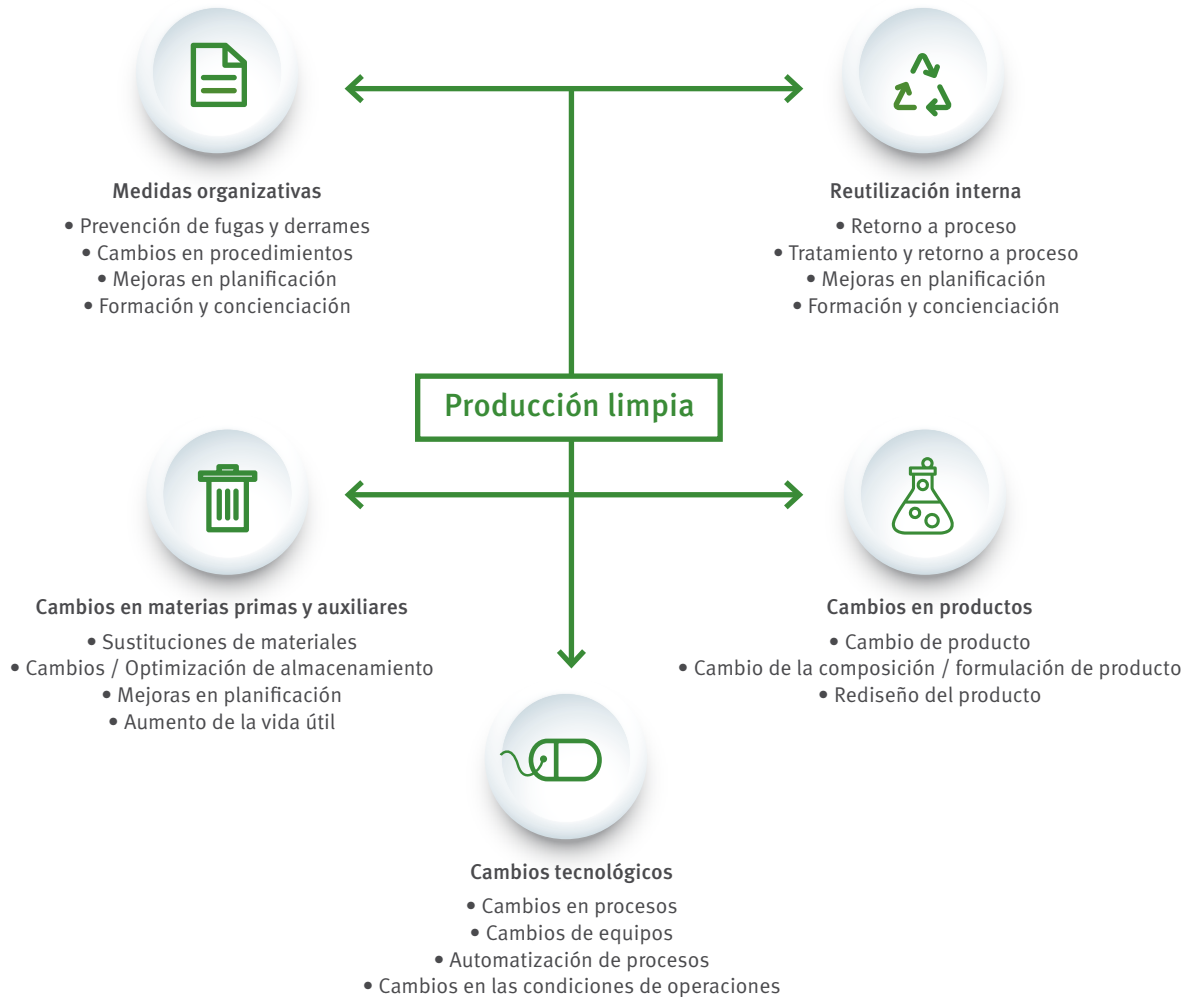 Medidas organizativas
• Prevención de fugas y derrames
• Cambios en procedimientos
• Mejoras en planificación
• Formación y concienciación
Reutilización interna
• Retorno a proceso
• Tratamiento y retorno a proceso
• Mejoras en planificación
• Formación y concienciación
Producción limpia
Cambios en materias primas y auxiliares
• Sustituciones de materiales
• Cambios / Optimización de almacenamiento
• Mejoras en planificación
• Aumento de la vida útil
Cambios en productos
• Cambio de producto
• Cambio de la composición / formulación de producto
• Rediseño del producto
Cambios tecnológicos
• Cambios en procesos
• Cambios de equipos
• Automatización de procesos
• Cambios en las condiciones de operaciones